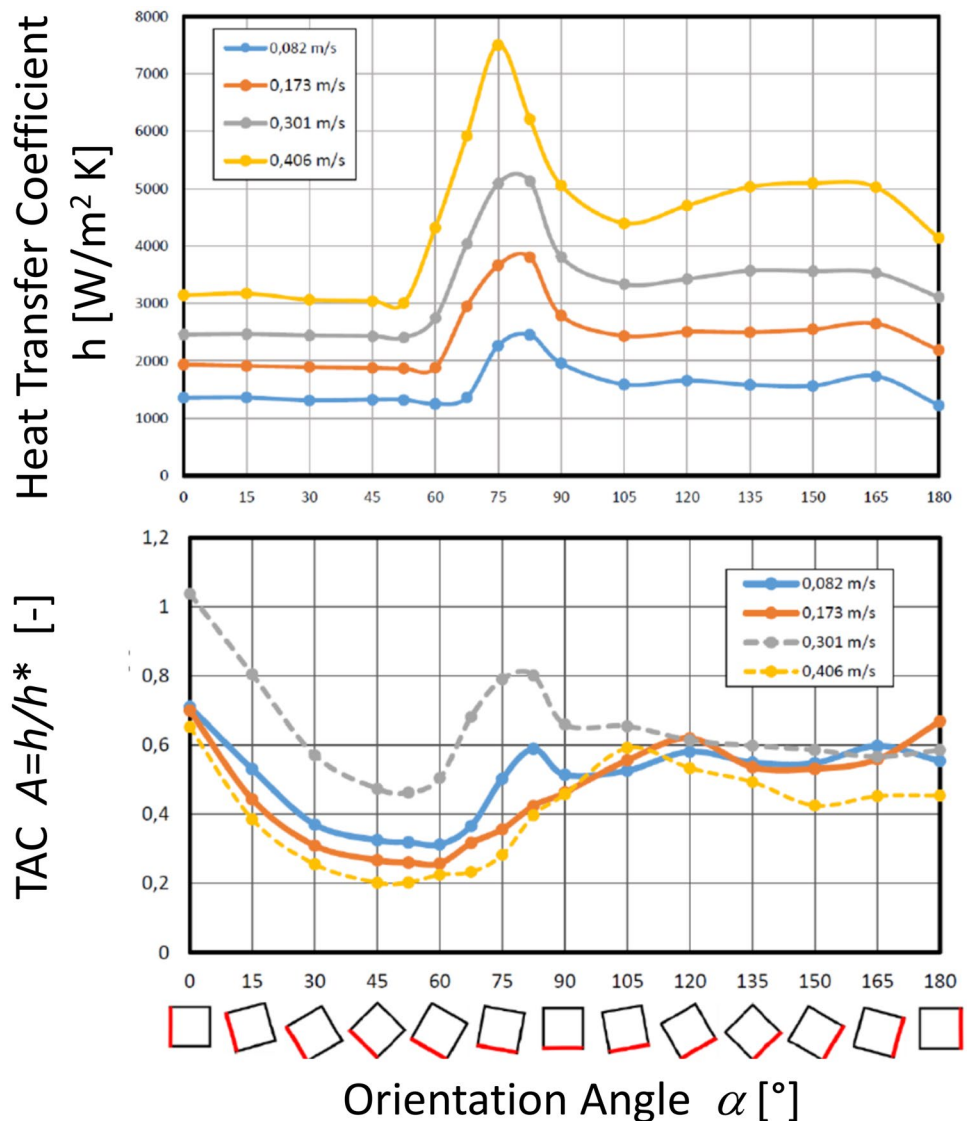 Heat Transfer Coefficient
h [W/m² K]
8000
7000
6000
5000
4000
3000
2000
1000
0
0,082 m/s
0,173 m/s
0,301 m/s
0,406 m/s
0 15 30 45 60 75 90 105 120 135 150 165 180
TAC A=h/h* [-]
1,2
1
0,8
0,6
0,4
0,2
0
0,082 m/s
0,173 m/s
0,301 m/s
0,406 m/s
0 15 30 45 60 75 90 105 120 135 150 165 180
Orientation Angle α [°]